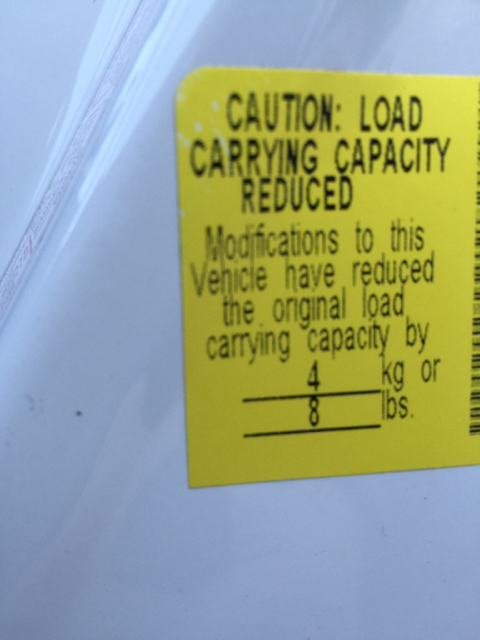 CAUTION: LOAD
CARRYING CAPACITY
REDUCED
Modifications to this
Vehicle have reduced
the original load
carrying capacity by
4 kg or
8 lbs.